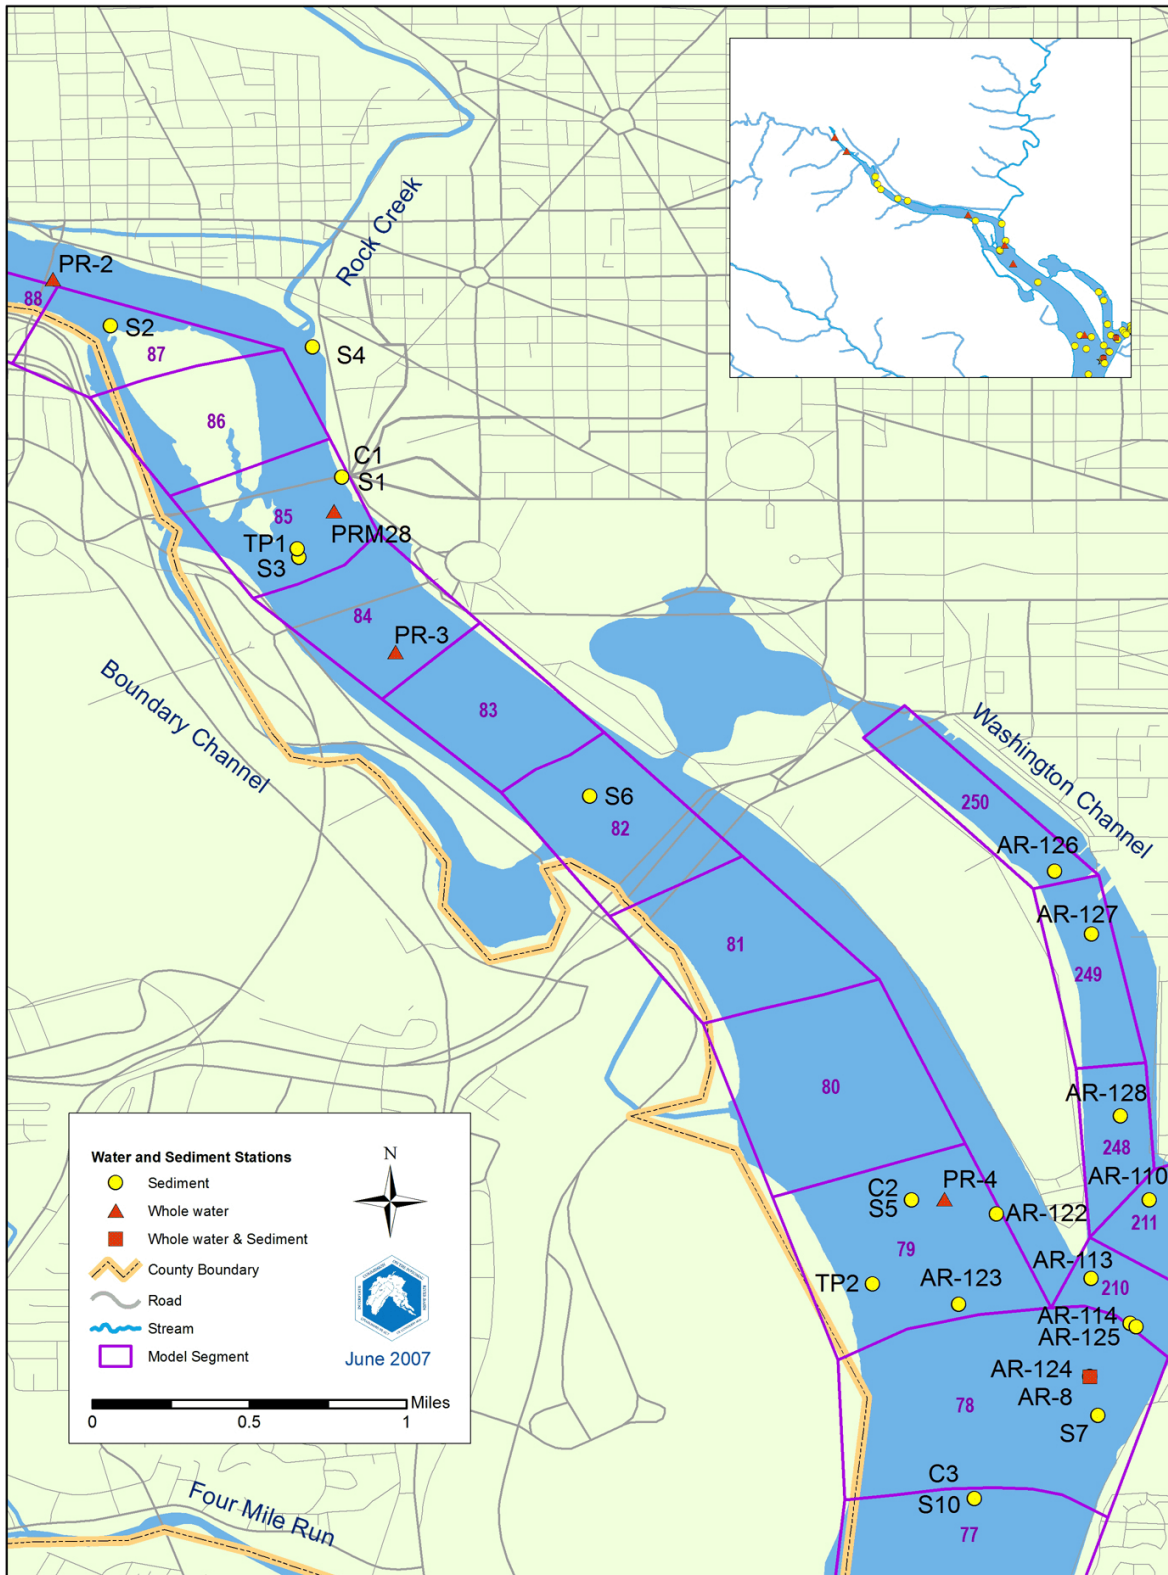 Rock Creek
PR-2
88
S2
87
S4
86
C1
S1
85
PRM28
TP1
S3
84
PR-3
Boundary Channel
83
Washington Channel
250
S6
82
AR-126
AR-127
81
249
80
AR-128
248
AR-110
C2
PR-4
S5
AR-122
211
79
AR-113
TP2
AR-123
210
AR-114
AR-125
AR-124
AR-8
78
S7
C3
S10
77
Four Mile Run
Water and Sediment Stations
N
Sediment
Whole water
Whole water & Sediment
County Boundary
Road
Stream
Model Segment
June 2007
Miles
0 0.5 1